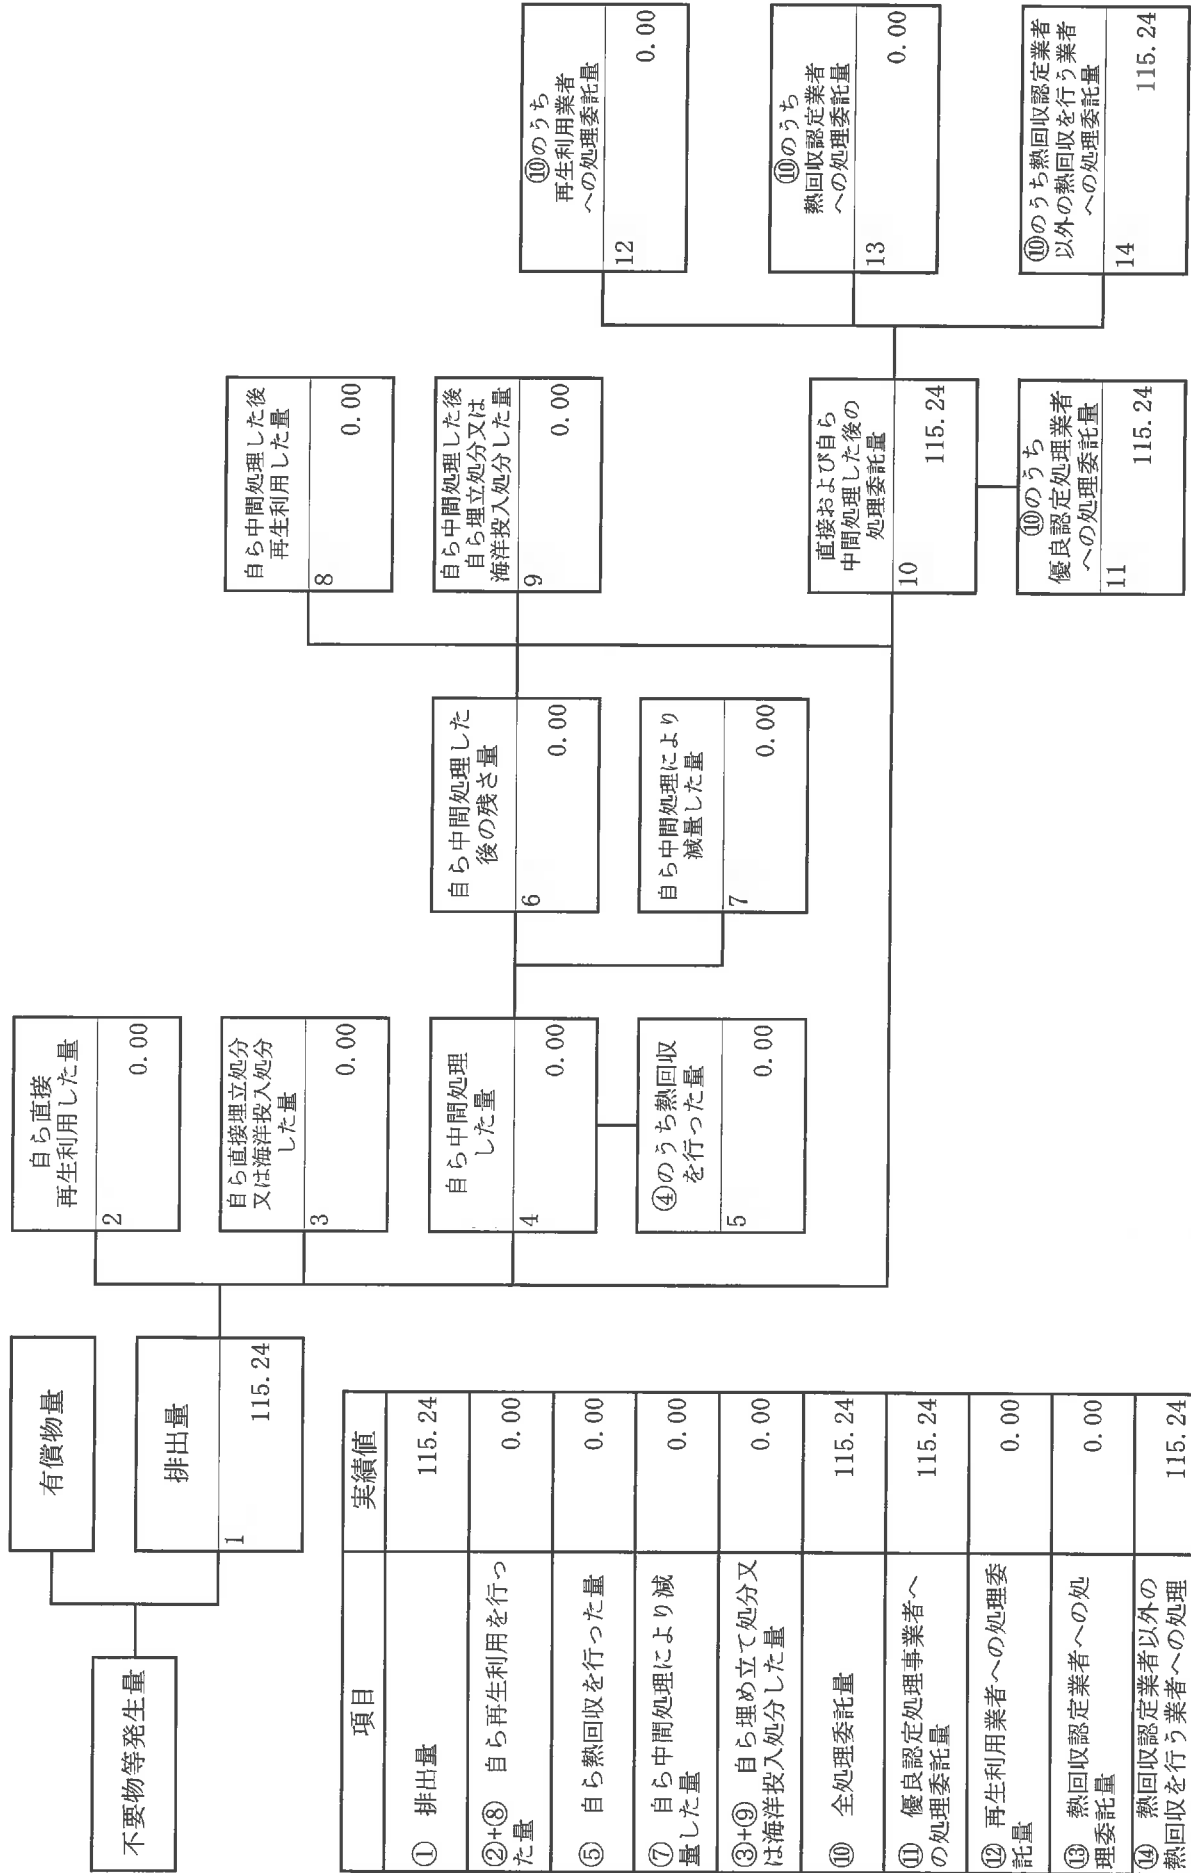 不要物等発生量
有償物量
排出量
1
115.24
自ら直接
再生利用した量
2
0.00
自ら直接埋立処分
又は海洋投入処分
した量
3
0.00
自ら中間処理
した量
4
0.00
④のうち熱回収
を行った量
5
0.00
自ら中間処理した
後の残さ量
6
0.00
自ら中間処理により
減量した量
7
0.00
自ら中間処理した後
再生利用した量
8
0.00
自ら中間処理した後
自ら埋立処分又は
海洋投入処分した量
9
0.00
直接および自ら
中間処理した後の
処理委託量
10
115.24
⑩のうち
優良認定処理業者
への処理委託量
11
115.24
⑩のうち
再生利用業者
への処理委託量
12
0.00
⑩のうち
熱回収認定業者
への処理委託量
13
0.00
⑩のうち熱回収認定業者
以外の熱回収を行う業者
への処理委託量
14
115.24
項目 実績値
① 排出量 115.24
②+⑧ 自ら再生利用を行っ
た量 0.00
⑤ 自ら熱回収を行った量 0.00
⑦ 自ら中間処理により減
量した量 0.00
③+⑨ 自ら埋め立て処分又
は海洋投入処分した量 0.00
⑩ 全処理委託量 115.24
⑪ 優良認定処理事業者へ
の処理委託量 115.24
⑫ 再生利用業者への処理委
託量 0.00
⑬ 熱回収認定業者への処
理委託量 0.00
⑭ 熱回収認定業者以外の
熱回収を行う業者への処理 115.24